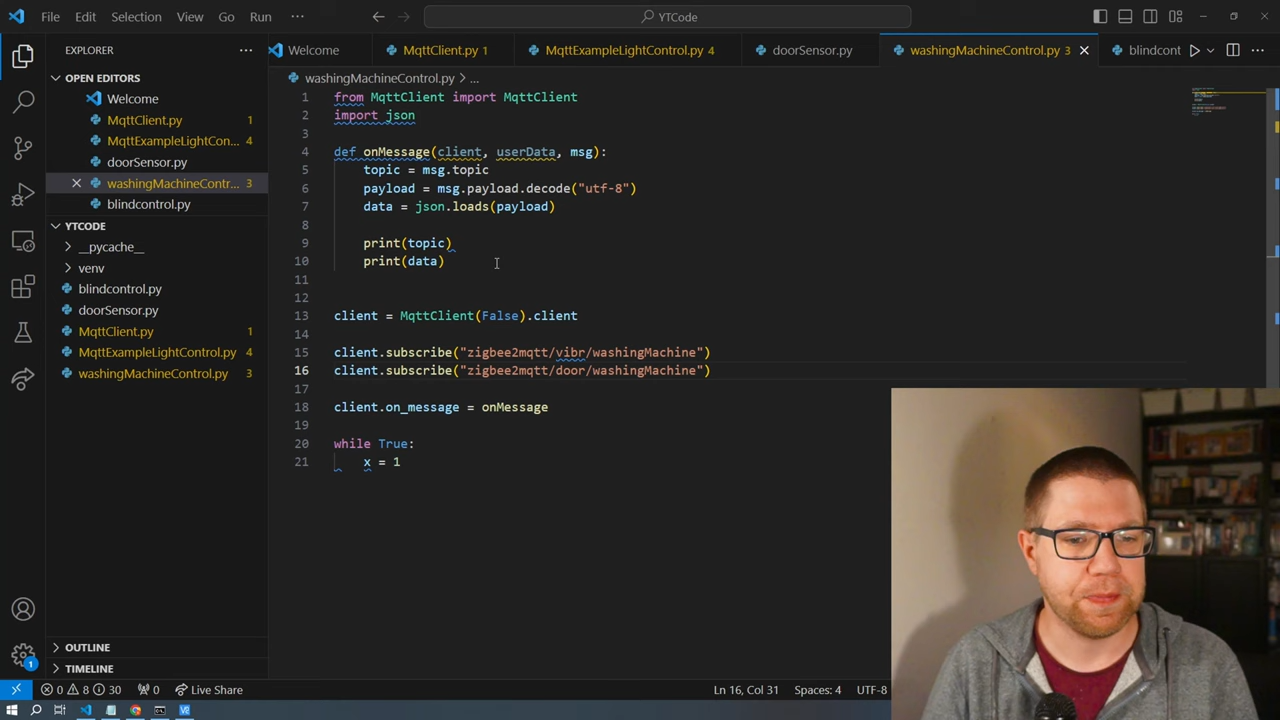 File Edit Selection View Go Run ··· YTCode
EXPLORER ···
Welcome MqttClient.py 1 MqttExampleLightControl.py 4 doorSensor.py washingMachineControl.py 3 blindcont
OPEN EDITORS
Welcome
MqttClient.py 1
MqttExampleLightCon... 4
doorSensor.py
washingMachineContr... 3
blindcontrol.py
YTCODE
__pycache__
venv
blindcontrol.py
doorSensor.py
MqttClient.py 1
MqttExampleLightControl.py 4
washingMachineControl.py 3
OUTLINE
TIMELINE
washingMachineControl.py > ...
1 from MqttClient import MqttClient
2 import json
3
4 def onMessage(client, userData, msg):
5 topic = msg.topic
6 payload = msg.payload.decode("utf-8")
7 data = json.loads(payload)
8
9 print(topic)
10 print(data)
11
12
13 client = MqttClient(False).client
14
15 client.subscribe("zigbee2mqtt/vibr/washingMachine")
16 client.subscribe("zigbee2mqtt/door/washingMachine")
17
18 client.on_message = onMessage
19
20 while True:
21 x = 1
1
0 8 30 0 Live Share Ln 16, Col 31 Spaces: 4 UTF-8